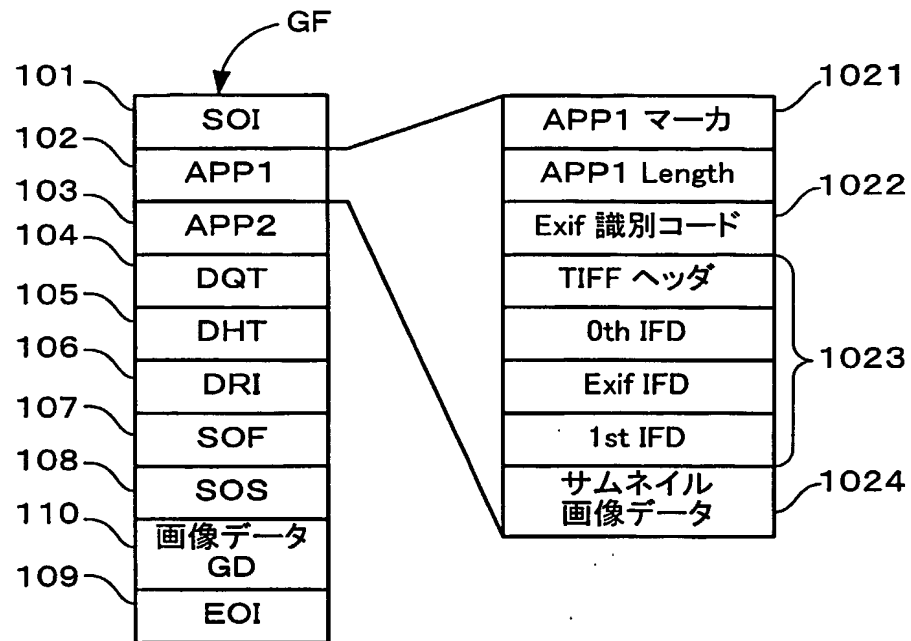 GF
101
SOI
102
APP1
103
APP2
104
DQT
105
DHT
106
DRI
107
SOF
108
SOS
110
画像データ
GD
109
EOI
1021
APP1 マーカ
APP1 Length
1022
Exif 識別コード
TIFF ヘッダ
0th IFD
Exif IFD
1023
1st IFD
サムネイル
画像データ
1024